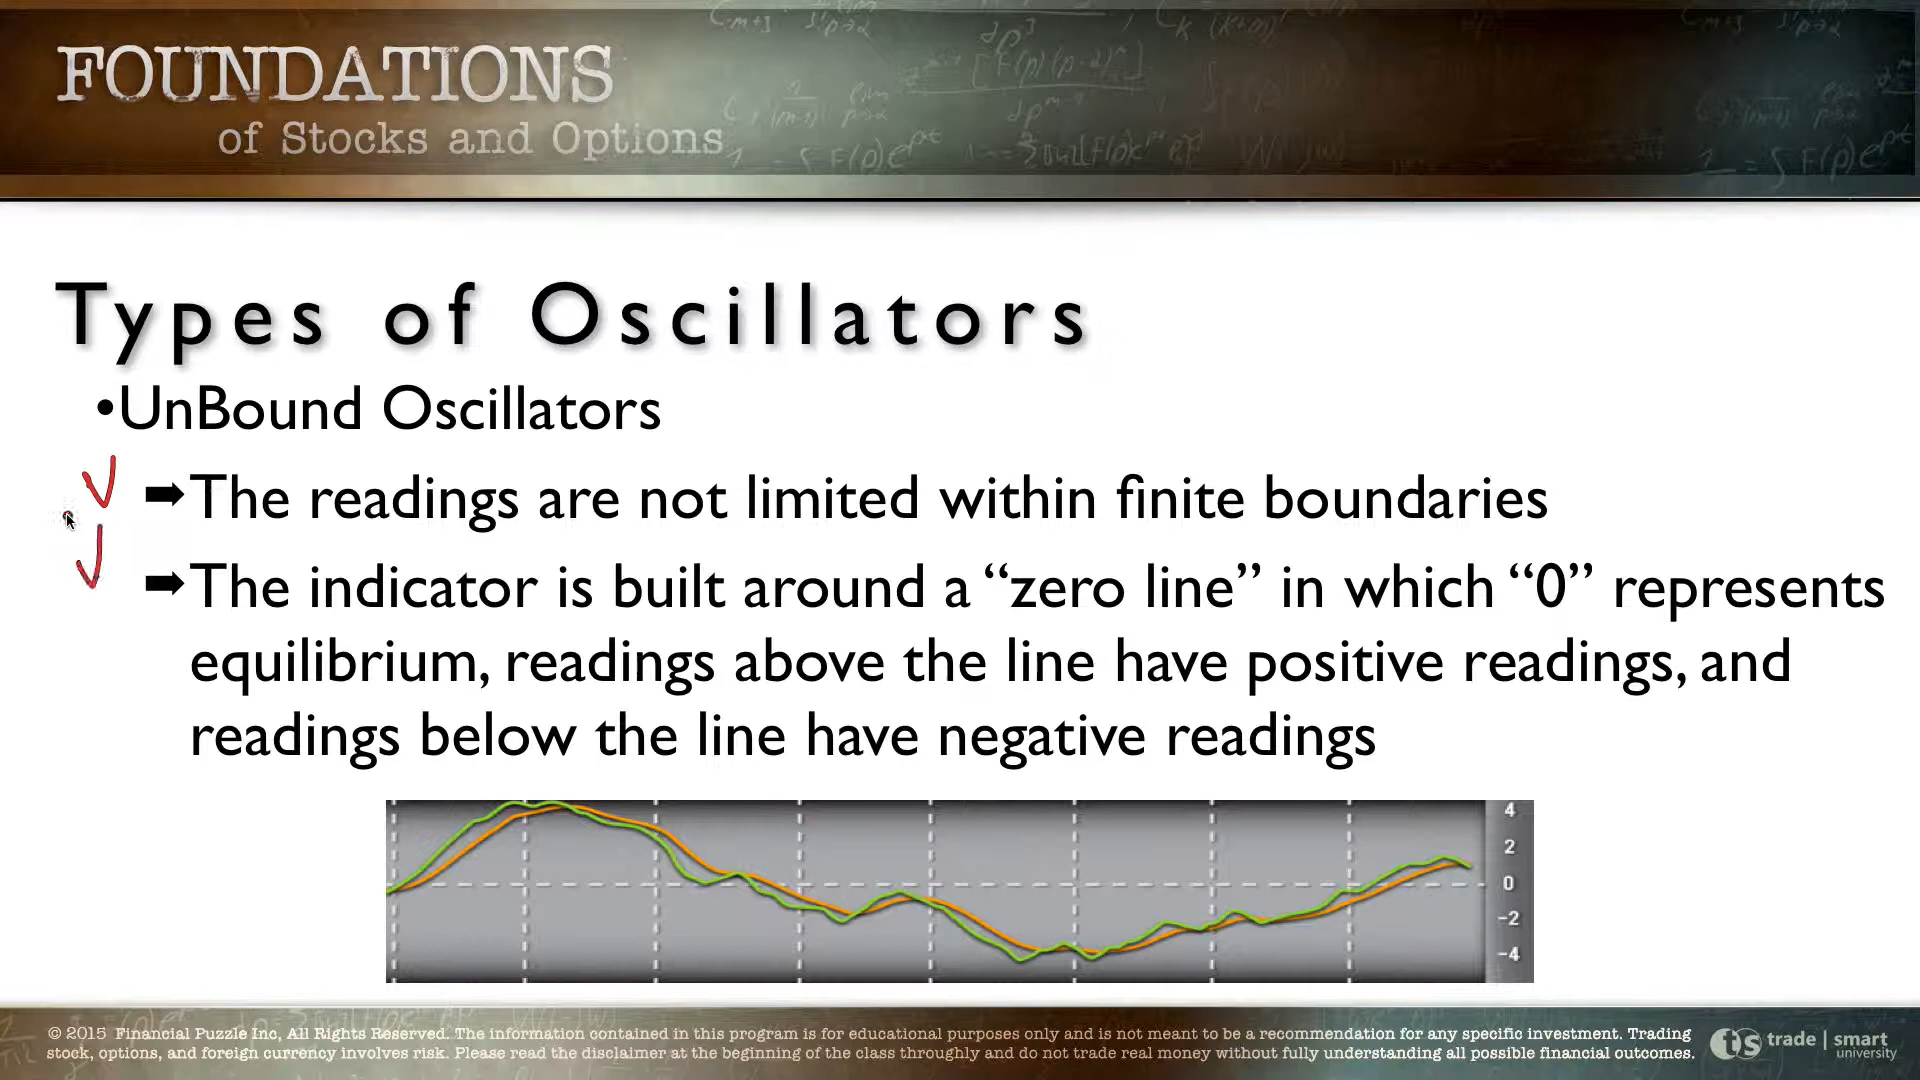 FOUNDATIONS
of Stocks and Options
Types of Oscillators
•UnBound Oscillators
➡The readings are not limited within finite boundaries
➡The indicator is built around a “zero line” in which “0” represents
equilibrium, readings above the line have positive readings, and
readings below the line have negative readings
4
2
0
-2
-4
© 2015 Financial Puzzle Inc, All Rights Reserved. The information contained in this program is for educational purposes only and is not meant to be a recommendation for any specific investment. Trading
stock, options, and foreign currency involves risk. Please read the disclaimer at the beginning of the class throughly and do not trade real money without fully understanding all possible financial outcomes.
ts trade | smart
university